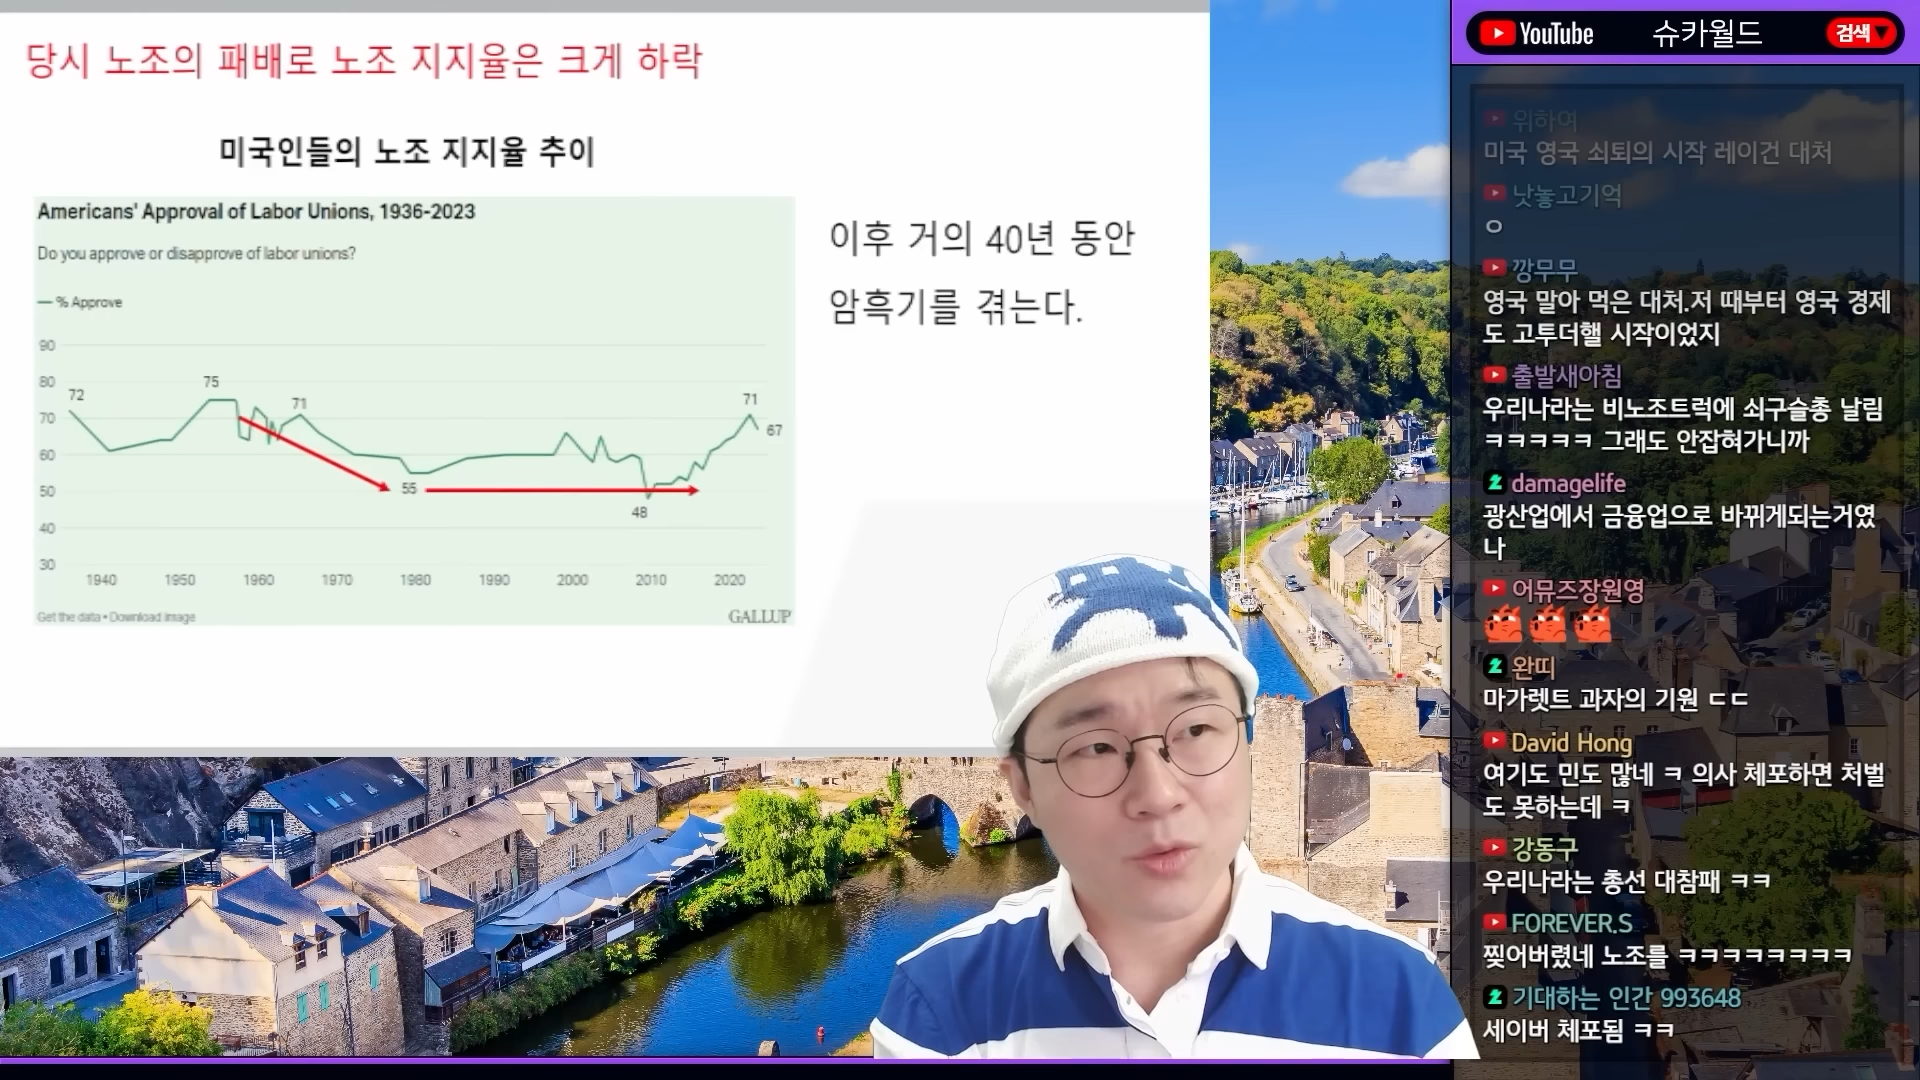 당시 노조의 패배로 노조 지지율은 크게 하락
미국인들의 노조 지지율 추이
Americans' Approval of Labor Unions, 1936-2023
Do you approve or disapprove of labor unions?
% Approve
90
80
70
60
50
40
30
72
75
71
55
48
71
67
1940
1950
1960
1970
1980
1990
2000
2010
2020
Get the data • Download image
GALLUP
이후 거의 40년 동안
암흑기를 겪는다.
YouTube
슈카월드
검색
위하여
미국 영국 쇠퇴의 시작 레이건 대처
낫놓고기억
ㅇ
깡무무
영국 말아 먹은 대처.저 때부터 영국 경제
도 고투더핼 시작이었지
출발새아침
우리나라는 비노조트럭에 쇠구슬총 날림
ㅋㅋㅋㅋㅋ 그래도 안잡혀가니까
damagelife
광산업에서 금융업으로 바뀌게되는거였
나
어뮤즈장원영
완띠
마가렛트 과자의 기원 ㄷㄷ
David Hong
여기도 민도 많네 ㅋ 의사 체포하면 처벌
도 못하는데 ㅋ
강동구
우리나라는 총선 대참패 ㅋㅋ
FOREVER.S
찢어버렸네 노조를 ㅋㅋㅋㅋㅋㅋㅋㅋ
기대하는 인간 993648
세이버 체포됨 ㅋㅋ